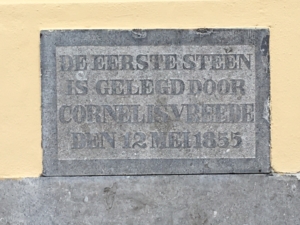 DE EERSTE STEEN
IS GELEGD DOOR
CORNELIS VREEDE
DEN 12 MEI 1855